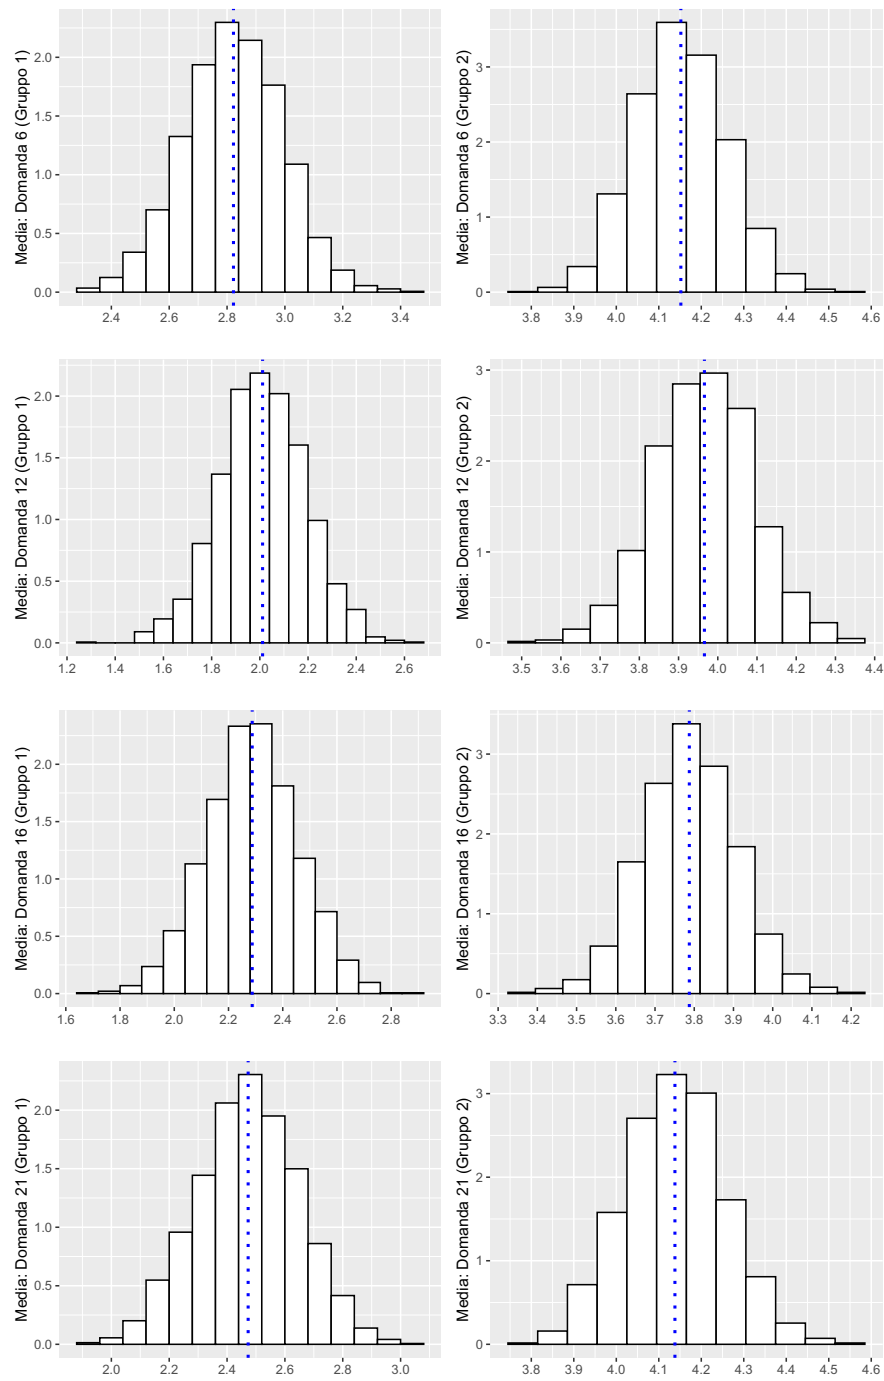 Media: Domanda 6 (Gruppo 1)
2.0
1.5
1.0
0.5
0.0
2.4 2.6 2.8 3.0 3.2 3.4
Media: Domanda 6 (Gruppo 2)
3
2
1
0
3.8 3.9 4.0 4.1 4.2 4.3 4.4 4.5 4.6
Media: Domanda 12 (Gruppo 1)
2.0
1.5
1.0
0.5
0.0
1.2 1.4 1.6 1.8 2.0 2.2 2.4 2.6
Media: Domanda 12 (Gruppo 2)
3
2
1
0
3.5 3.6 3.7 3.8 3.9 4.0 4.1 4.2 4.3 4.4
Media: Domanda 16 (Gruppo 1)
2.0
1.5
1.0
0.5
0.0
1.6 1.8 2.0 2.2 2.4 2.6 2.8
Media: Domanda 16 (Gruppo 2)
3
2
1
0
3.3 3.4 3.5 3.6 3.7 3.8 3.9 4.0 4.1 4.2
Media: Domanda 21 (Gruppo 1)
2.0
1.5
1.0
0.5
0.0
2.0 2.2 2.4 2.6 2.8 3.0
Media: Domanda 21 (Gruppo 2)
3
2
1
0
3.8 3.9 4.0 4.1 4.2 4.3 4.4 4.5 4.6